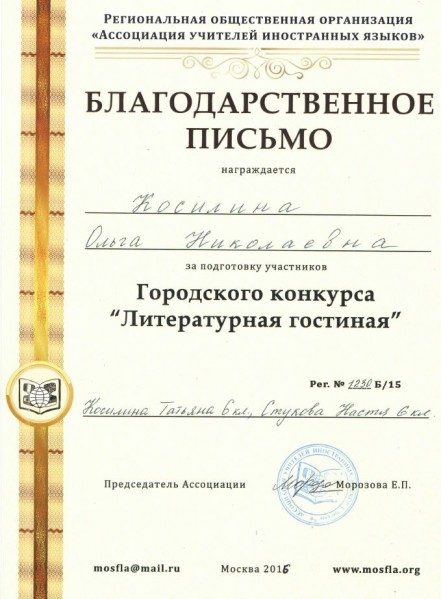 Региональная общественная организация
«Ассоциация учителей иностранных языков»
БЛАГОДАРСТВЕННОЕ
ПИСЬМО
награждается
Косилина
Ольга Николаевна
за подготовку участников
Городского конкурса
“Литературная гостиная”
Рег. № 1230 Б/15
Косилина Татьяна 6 кл, Стукова Настя 6 кл.
Председатель Ассоциации Морозова Е.П.
mosfla@mail.ru Москва 2015 www.mosfla.org